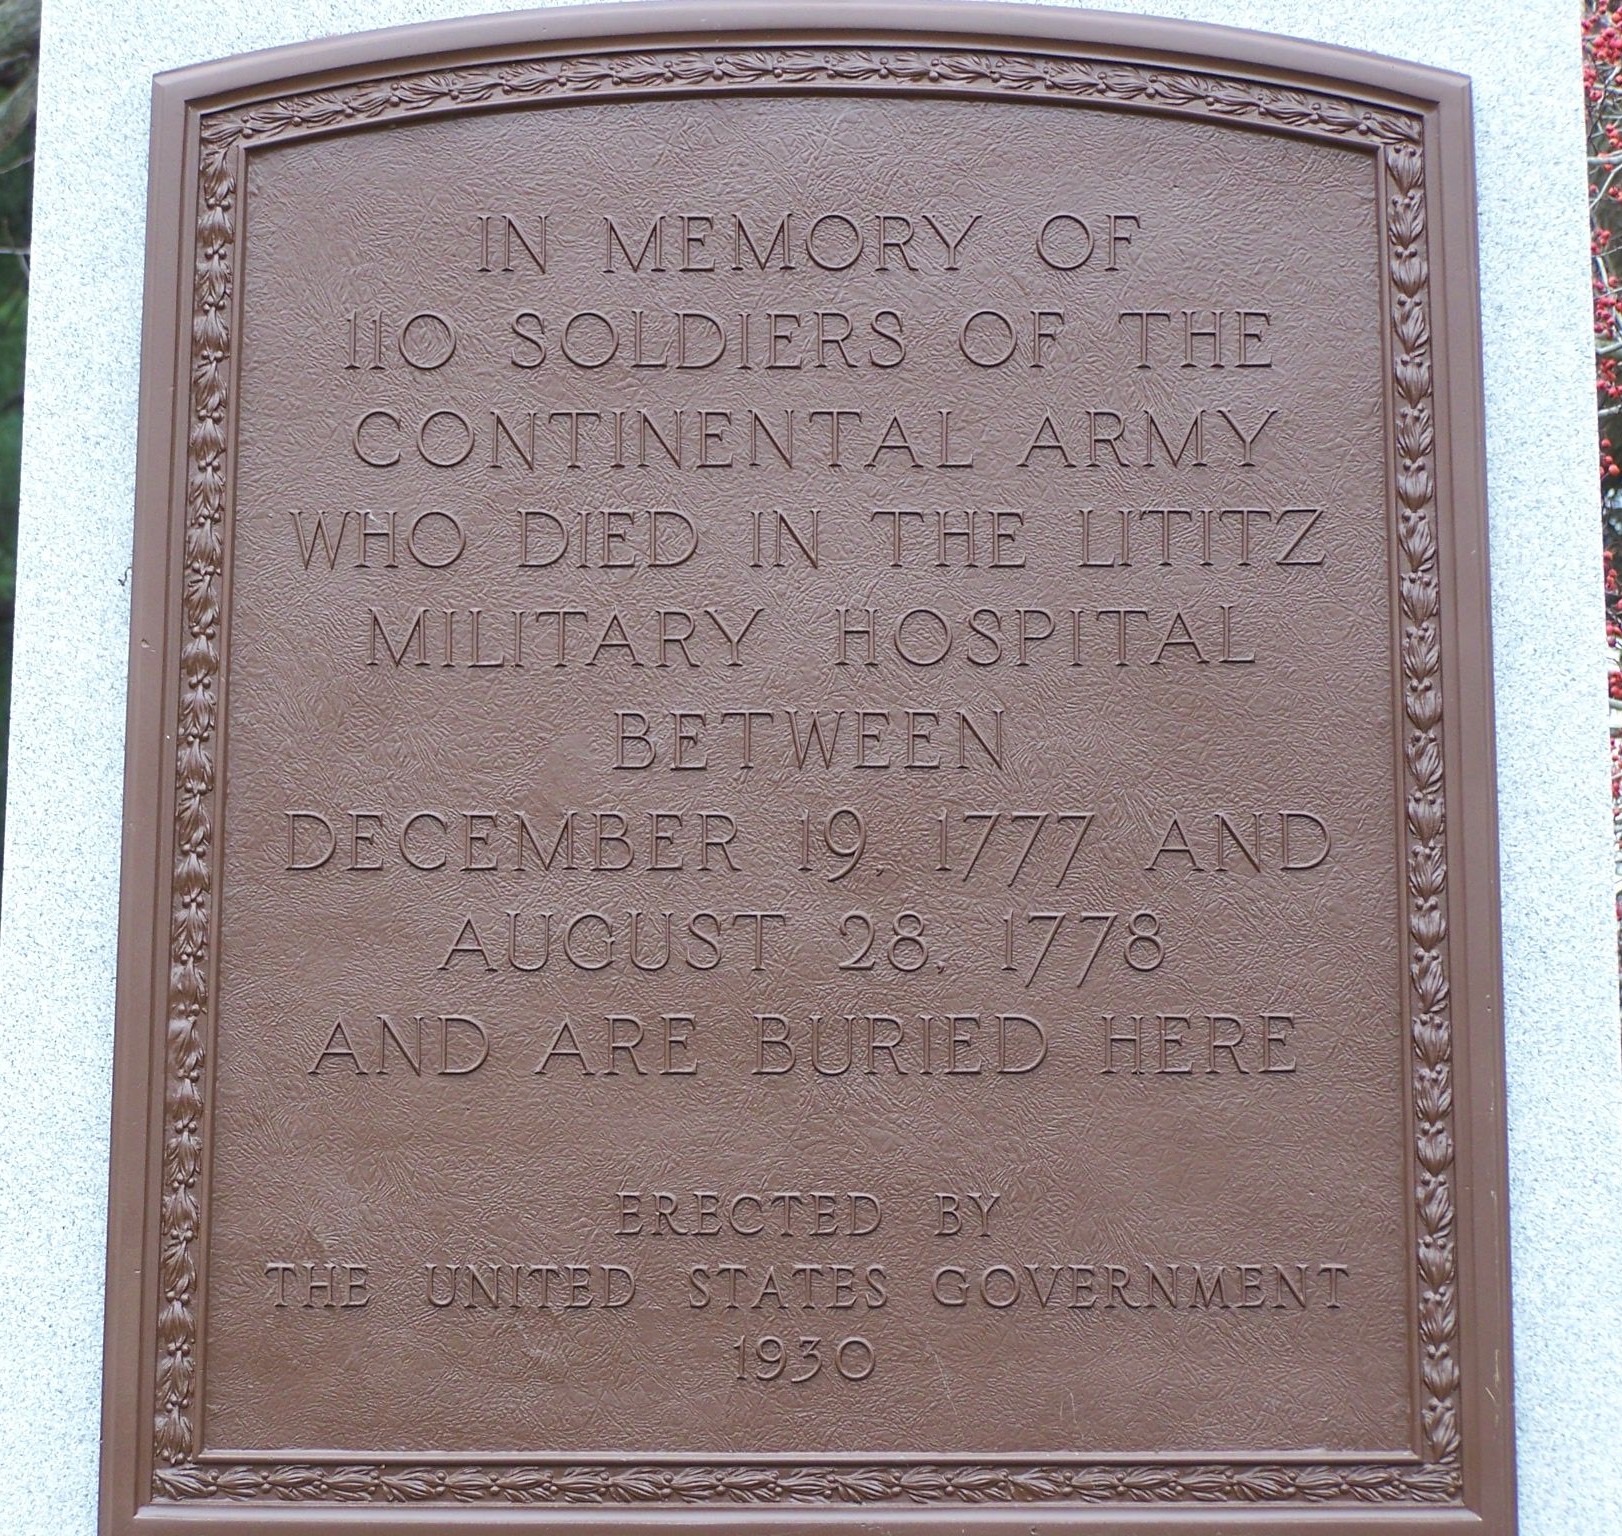 IN MEMORY OF
110 SOLDIERS OF THE
CONTINENTAL ARMY
WHO DIED IN THE LITITZ
MILITARY HOSPITAL
BETWEEN
DECEMBER 19, 1777 AND
AUGUST 28, 1778
AND ARE BURIED HERE
ERECTED BY
THE UNITED STATES GOVERNMENT
1930